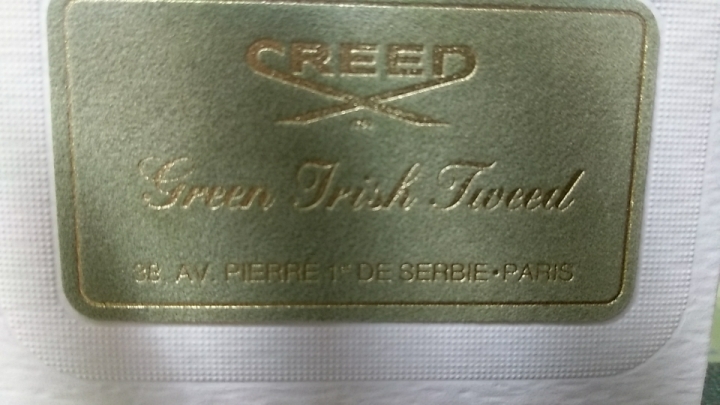 CREED
Green Irish Tweed
38 AV. PIERRE 1er DE SERBIE•PARIS